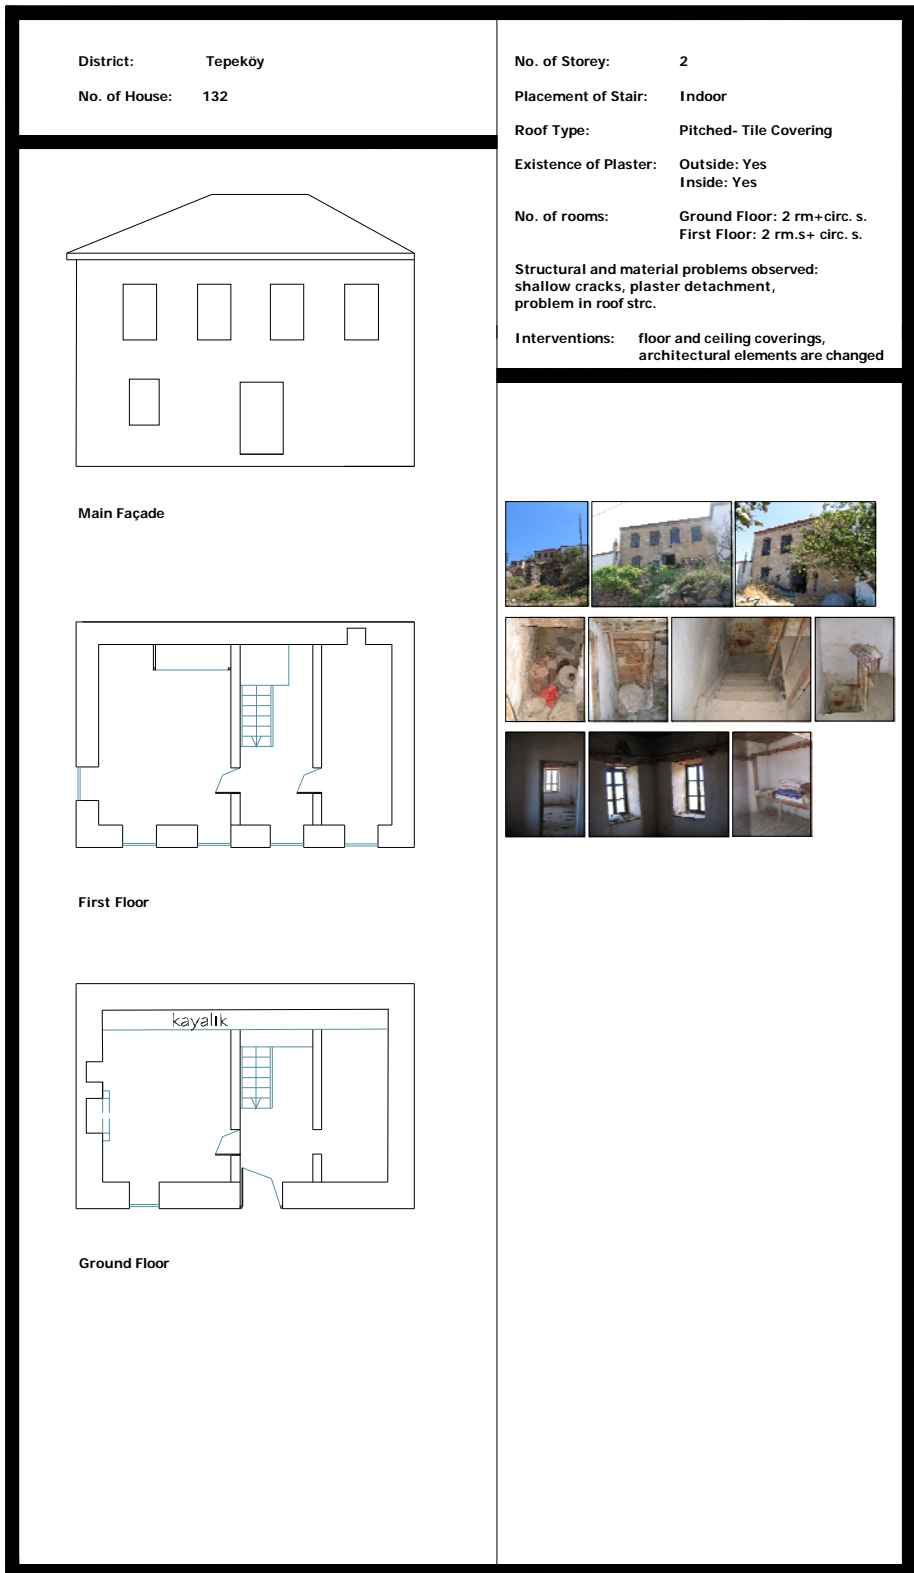 District: Tepeköy
No. of House: 132
No. of Storey: 2
Placement of Stair: Indoor
Roof Type: Pitched- Tile Covering
Existence of Plaster: Outside: Yes
Inside: Yes
No. of rooms: Ground Floor: 2 rm+circ. s.
First Floor: 2 rm.s+ circ. s.
Structural and material problems observed:
shallow cracks, plaster detachment,
problem in roof strc.
Interventions: floor and ceiling coverings,
architectural elements are changed
Main Façade
First Floor
kayalık
Ground Floor